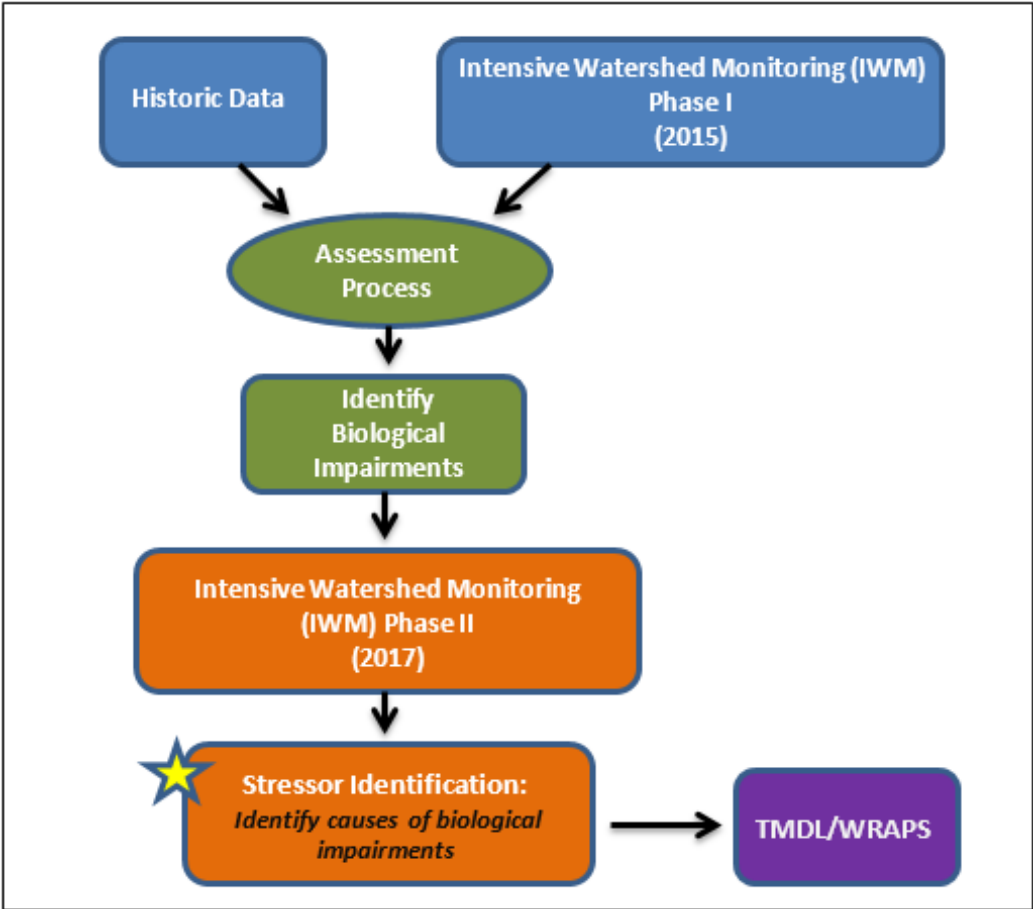 Historic Data
Intensive Watershed Monitoring (IWM)
Phase I
(2015)
Assessment
Process
Identify
Biological
Impairments
Intensive Watershed Monitoring
(IWM) Phase II
(2017)
Stressor Identification:
Identify causes of biological
impairments
TMDL/WRAPS